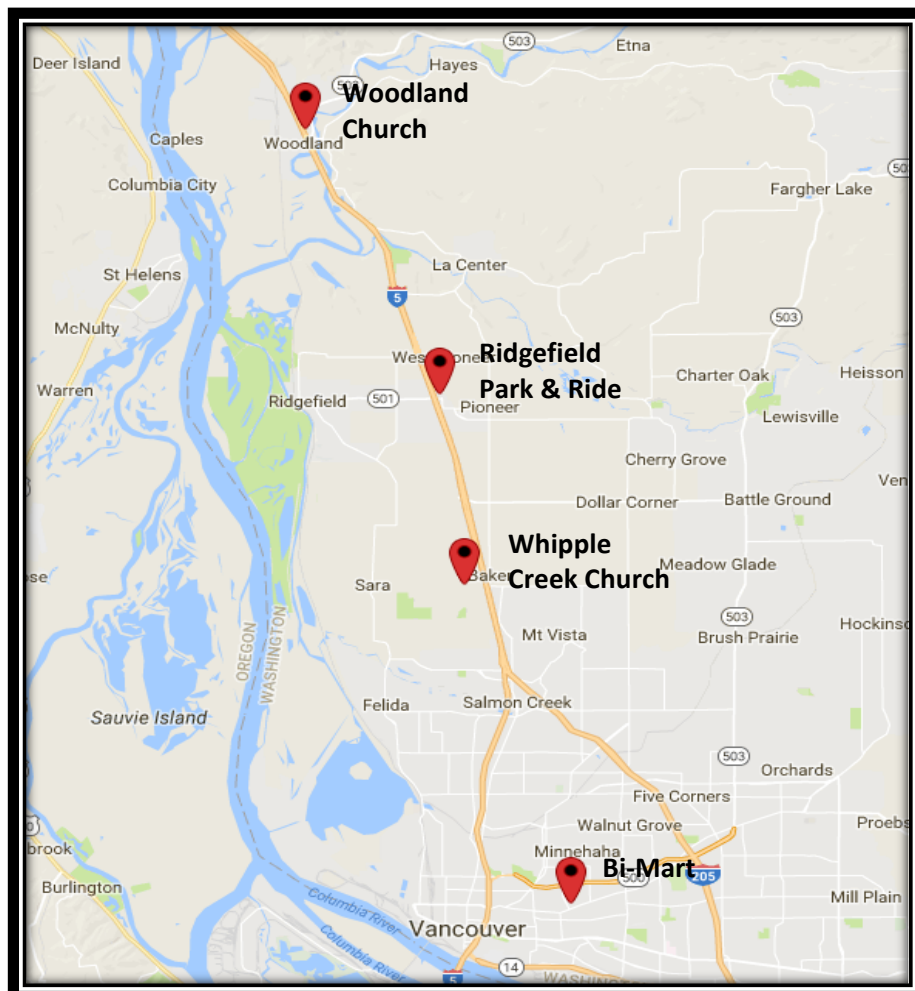 503
Etna
Deer Island
Hayes
Woodland
Church
Woodland
Caples
Columbia City
Fargher Lake
La Center
St Helens
5
503
McNulty
Ridgefield
Park & Ride
Warren
Ridgefield
501
Pioneer
Charter Oak
Heisson
Lewisville
Cherry Grove
Dollar Corner
Battle Ground
Whipple
Creek Church
Sara
Meadow Glade
503
Mt Vista
Brush Prairie
OREGON
WASHINGTON
Sauvie Island
Felida
Salmon Creek
503
Orchards
Five Corners
Walnut Grove
Minnehaha
Bi-Mart
500
205
Burlington
Mill Plain
Columbia River
Vancouver
Columbia River
14
5